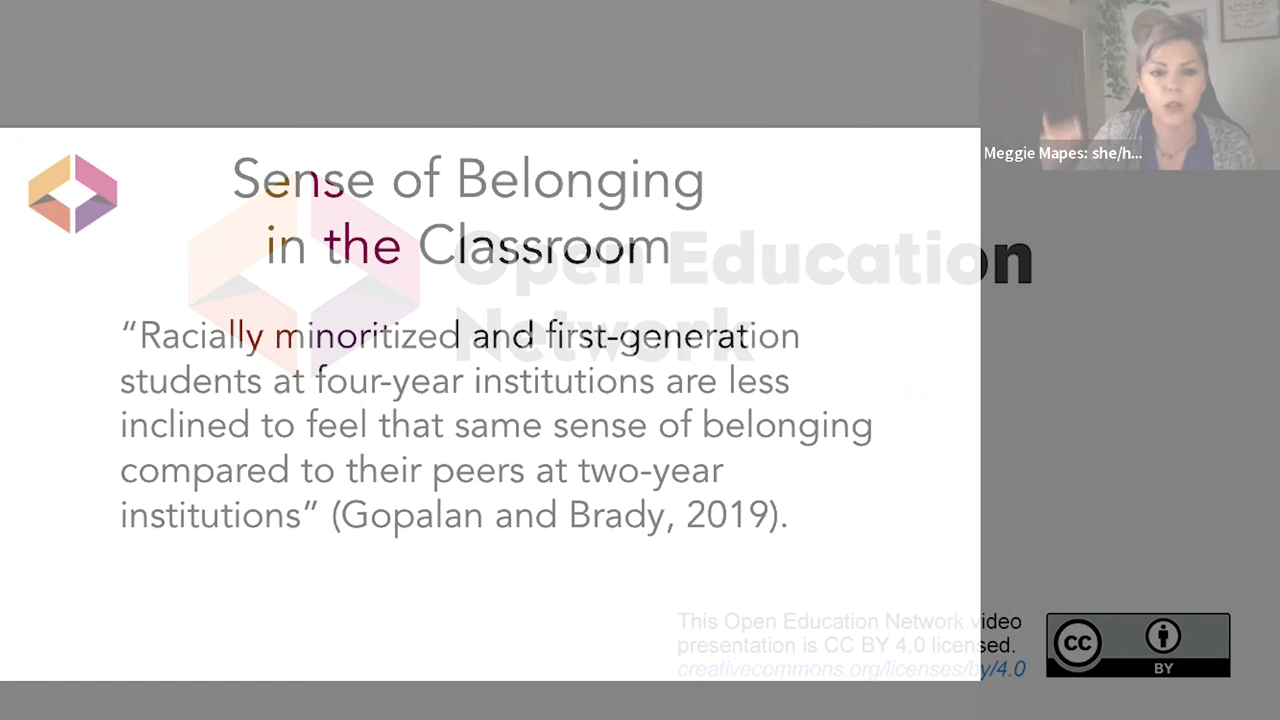 Meggie Mapes: she/h...
Sense of Belonging
in the Classroom
Open Education
Network
“Racially minoritized and first-generation
students at four-year institutions are less
inclined to feel that same sense of belonging
compared to their peers at two-year
institutions” (Gopalan and Brady, 2019).
This Open Education Network video
presentation is CC BY 4.0 licensed.
creativecommons.org/licenses/by/4.0
cc
BY